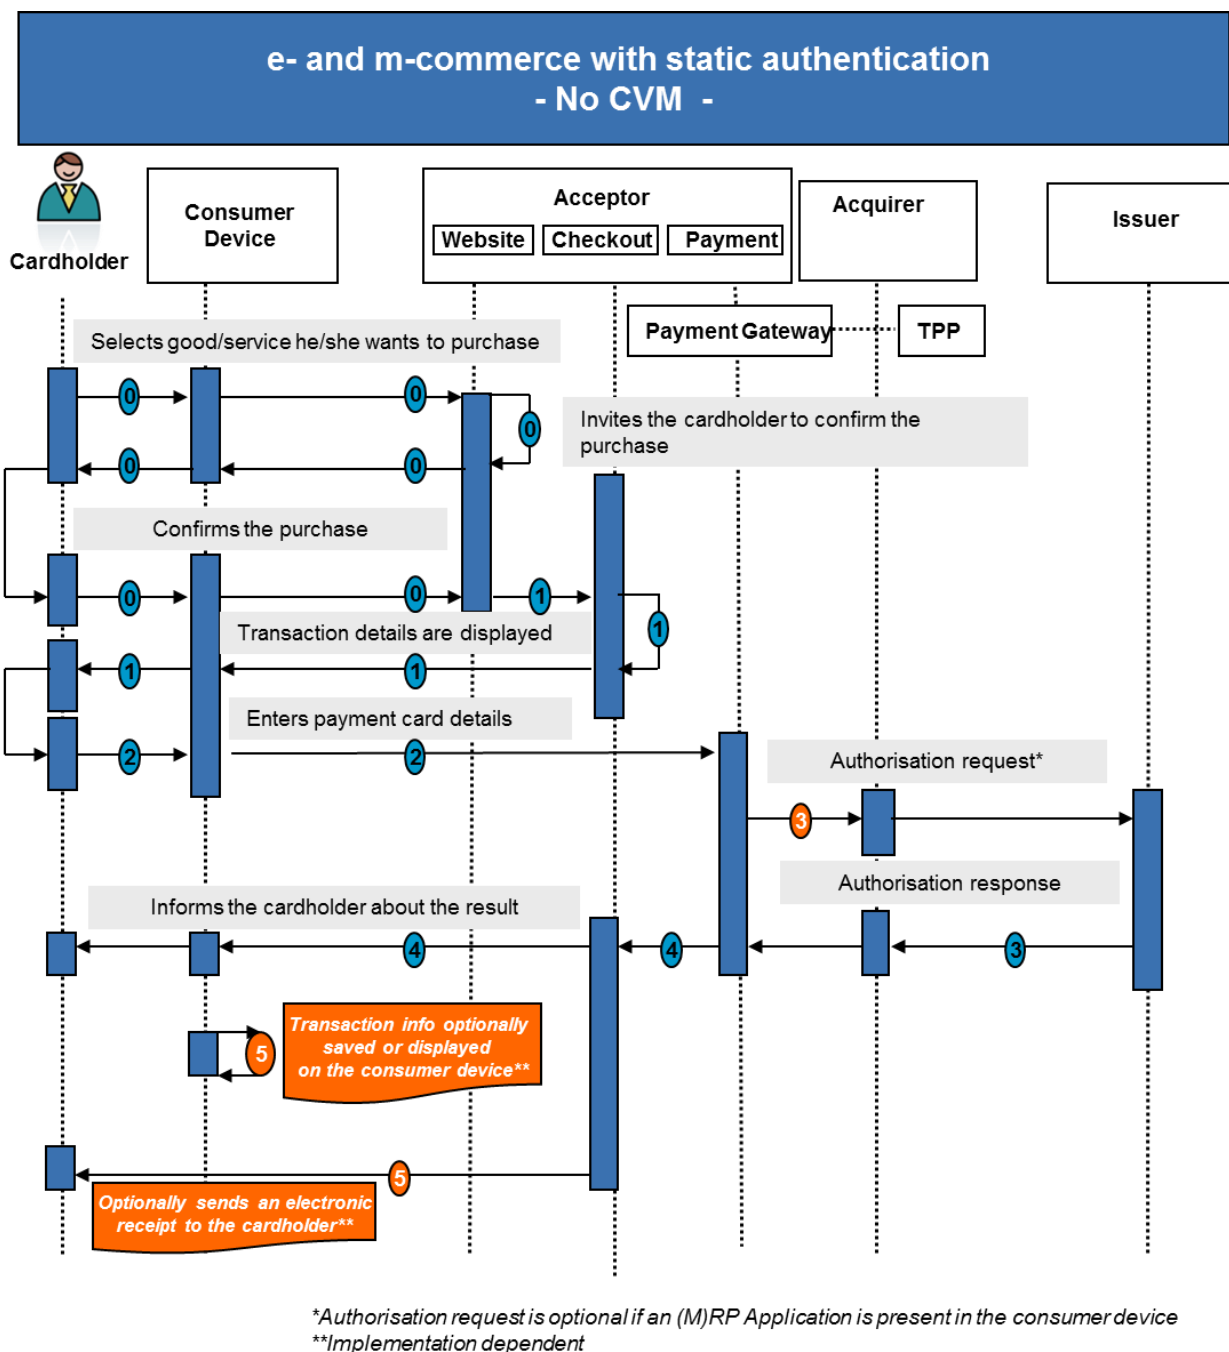 e- and m-commerce with static authentication
- No CVM -
Cardholder
Consumer
Device
Acceptor
Website
Checkout
Payment
Acquirer
Issuer
Payment Gateway
TPP
Selects good/service he/she wants to purchase
0
0
0
Invites the cardholder to confirm the
purchase
0
0
Confirms the purchase
0
0
1
Transaction details are displayed
1
1
1
Enters payment card details
2
2
Authorisation request*
3
Authorisation response
Informs the cardholder about the result
4
4
3
Transaction info optionally
saved or displayed
on the consumer device**
5
5
Optionally sends an electronic
receipt to the cardholder**
*Authorisation request is optional if an (M)RP Application is present in the consumer device
**Implementation dependent